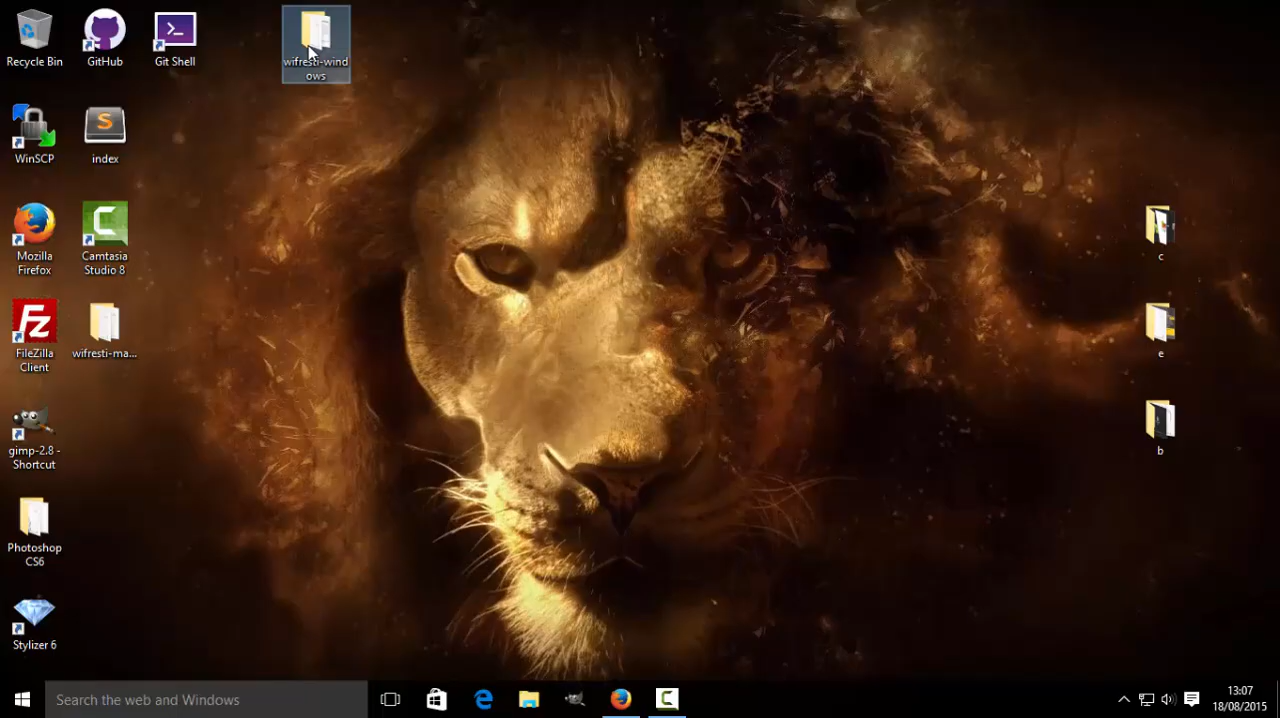 Recycle Bin
GitHub
Git Shell
wifresti-wind
ows
WinSCP
S
index
Mozilla
Firefox
C
Camtasia
Studio 8
c
Fz
FileZilla
Client
wifresti-ma...
e
gimp-2.8 -
Shortcut
b
Photoshop
CS6
Stylizer 6
Search the web and Windows
C
13:07
18/08/2015